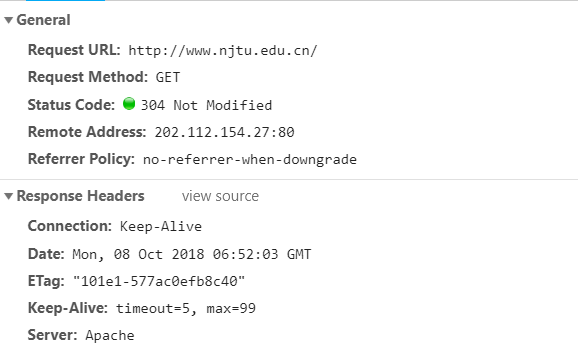 General
Request URL: http://www.njtu.edu.cn/
Request Method: GET
Status Code: 304 Not Modified
Remote Address: 202.112.154.27:80
Referrer Policy: no-referrer-when-downgrade
Response Headers view source
Connection: Keep-Alive
Date: Mon, 08 Oct 2018 06:52:03 GMT
ETag: "101e1-577ac0efb8c40"
Keep-Alive: timeout=5, max=99
Server: Apache